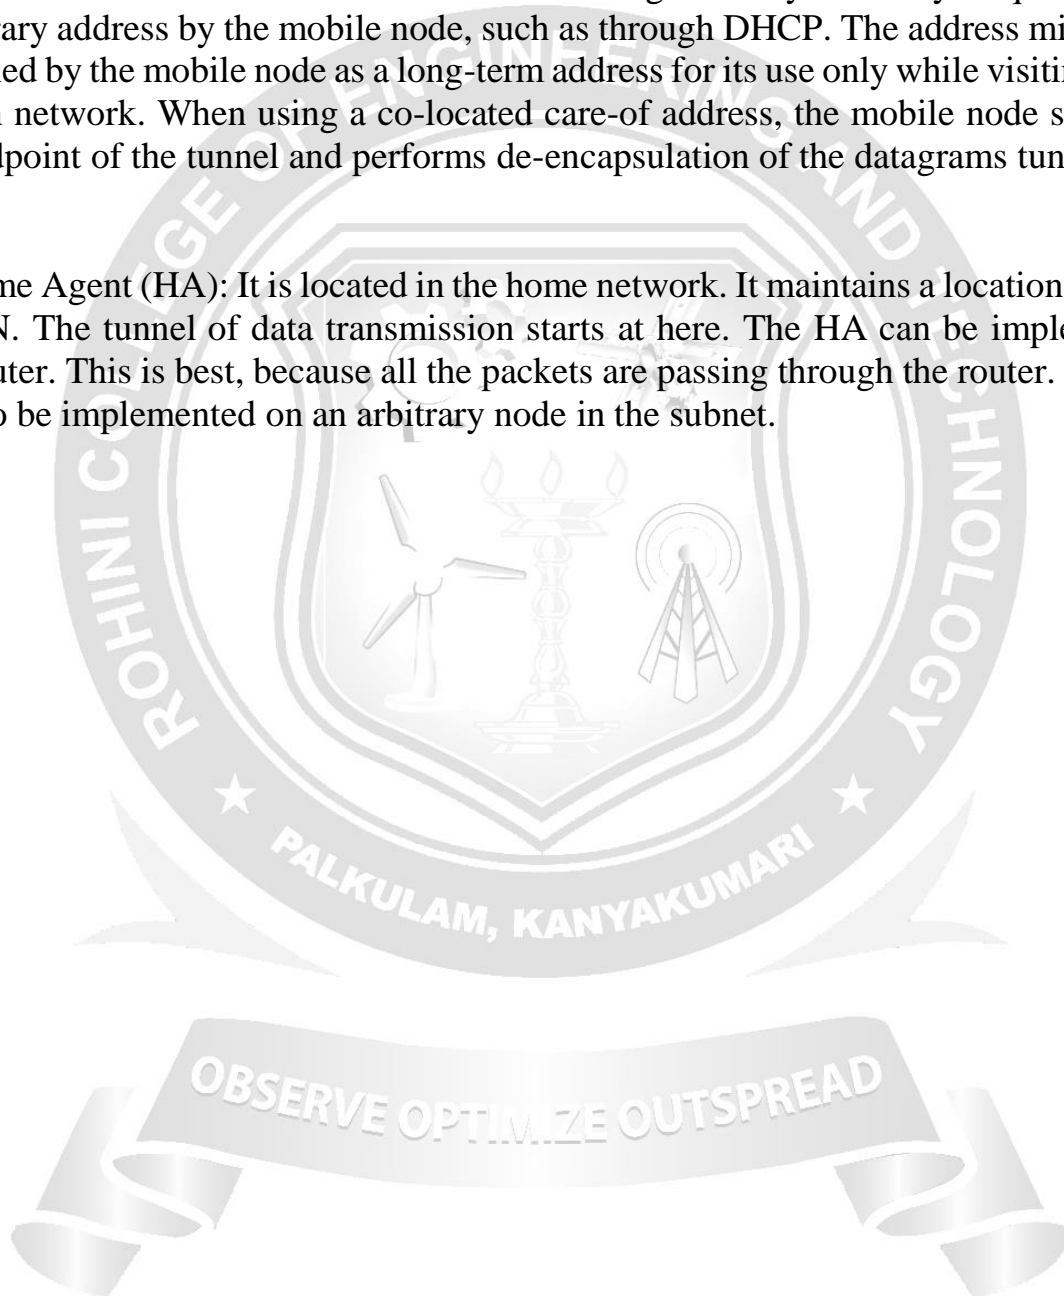 rary address by the mobile node, such as through DHCP. The address mi
ned by the mobile node as a long-term address for its use only while visitin
n network. When using a co-located care-of address, the mobile node s
dpoint of the tunnel and performs de-encapsulation of the datagrams tun
me Agent (HA): It is located in the home network. It maintains a location
N. The tunnel of data transmission starts at here. The HA can be imple
uter. This is best, because all the packets are passing through the router.
o be implemented on an arbitrary node in the subnet.
ROHINI COLLEGE OF ENGINEERING AND TECHNOLOGY
PALKULAM, KANYAKUMARI
OBSERVE OPTIMIZE OUTSPREAD